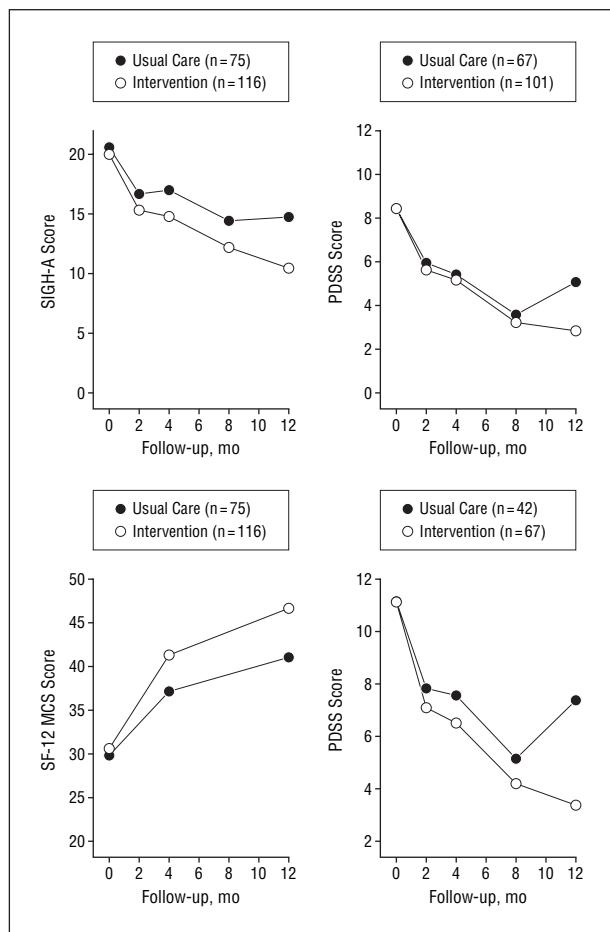 Usual Care (n=75)
Intervention (n=116)
SIGH-A Score
20
15
10
5
0
0 2 4 6 8 10 12
Follow-up, mo
Usual Care (n=67)
Intervention (n=101)
PDSS Score
12
10
8
6
4
2
0
0 2 4 6 8 10 12
Follow-up, mo
Usual Care (n=75)
Intervention (n=116)
SF-12 MCS Score
50
45
40
35
30
25
20
0 2 4 6 8 10 12
Follow-up, mo
Usual Care (n=42)
Intervention (n=67)
PDSS Score
12
10
8
6
4
2
0 2 4 6 8 10 12
Follow-up, mo